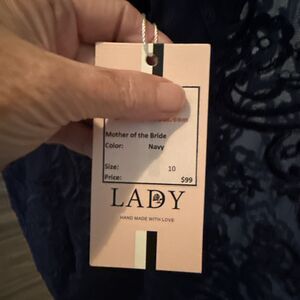 Mother of the Bride
Color: Navy
Size: 10
Price: $99
LADY
HAND MADE WITH LOVE